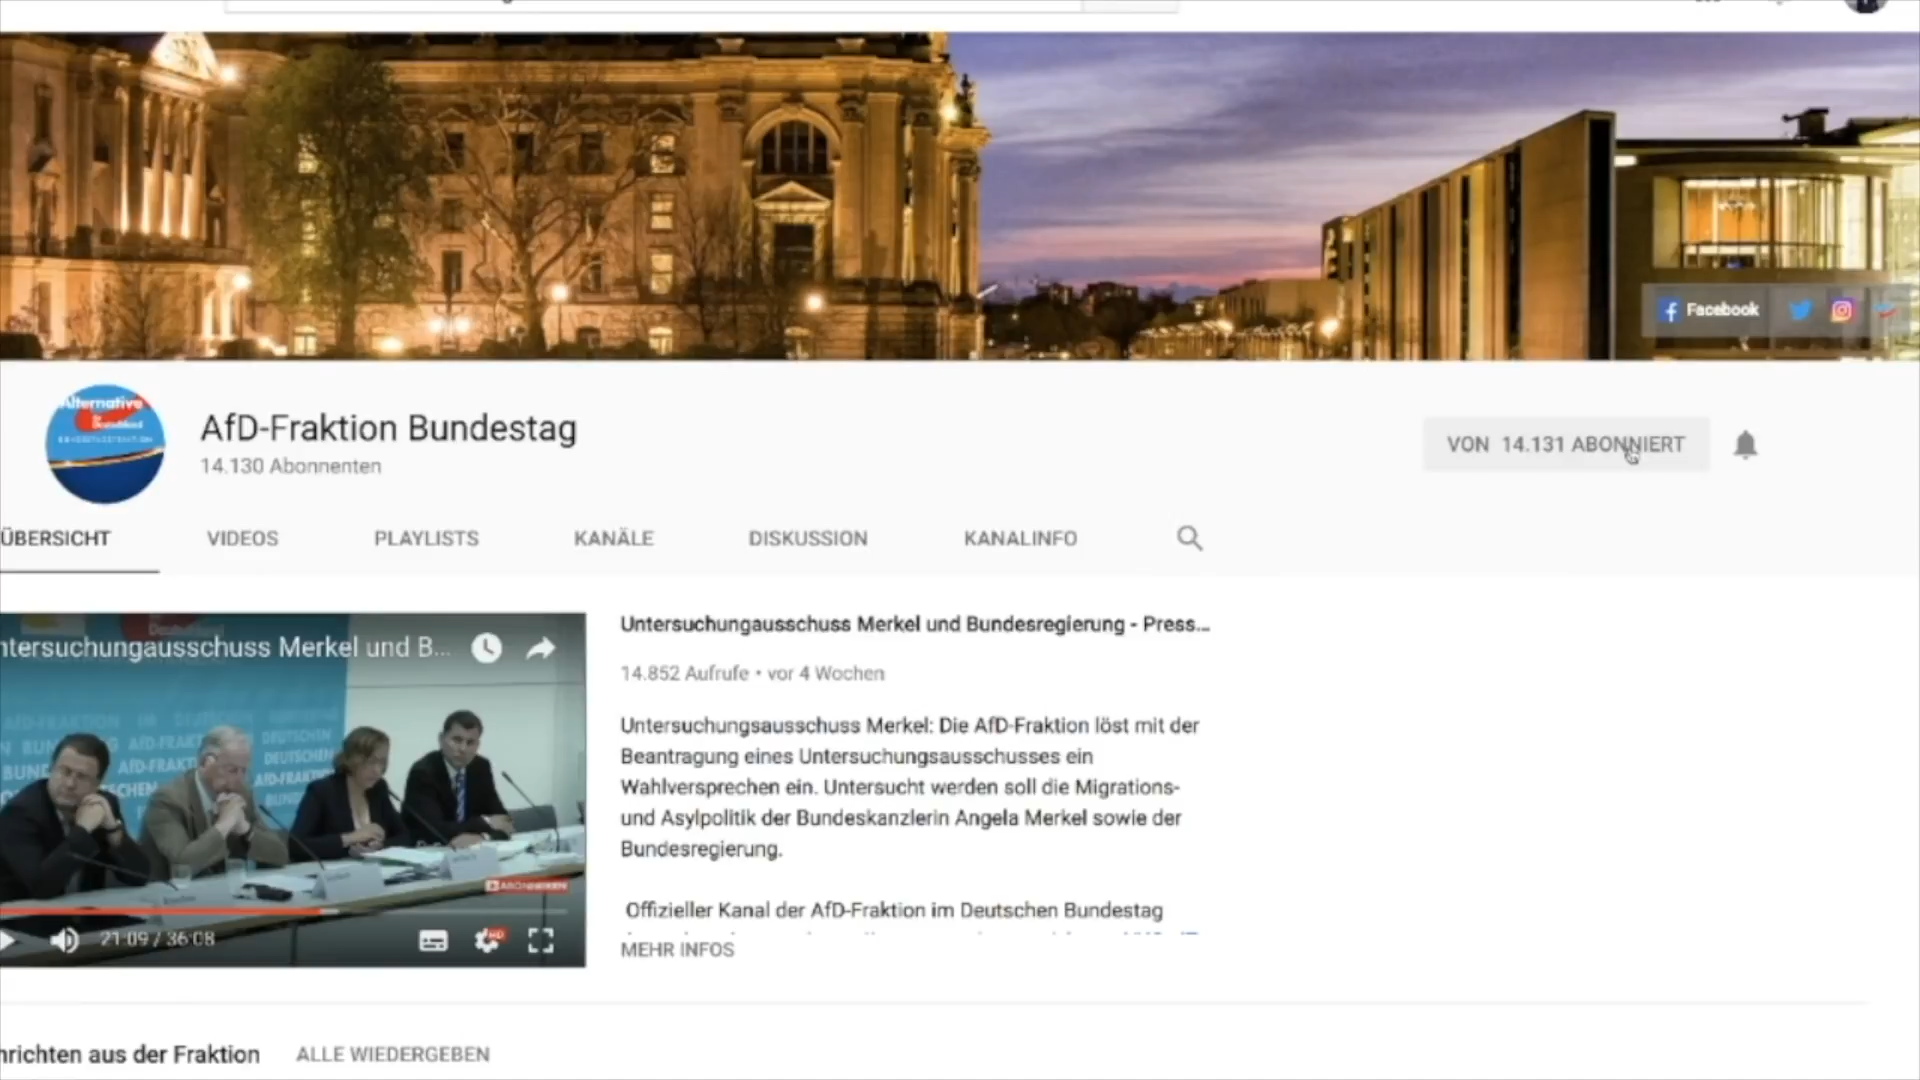 Facebook
Alternative
AfD-Fraktion Bundestag
14.130 Abonnenten
VON 14.131 ABONNIERT
ÜBERSICHT VIDEOS PLAYLISTS KANÄLE DISKUSSION KANALINFO
ntersuchungausschuss Merkel und B...
Untersuchungausschuss Merkel und Bundesregierung - Press...
14.852 Aufrufe • vor 4 Wochen
Untersuchungsausschuss Merkel: Die AfD-Fraktion löst mit der
Beantragung eines Untersuchungsausschusses ein
Wahlversprechen ein. Untersucht werden soll die Migrations-
und Asylpolitik der Bundeskanzlerin Angela Merkel sowie der
Bundesregierung.
Offizieller Kanal der AfD-Fraktion im Deutschen Bundestag
MEHR INFOS
DEUTSCHEN
ABONNIEREN
21:09 / 36:08
HD
hrichten aus der Fraktion ALLE WIEDERGEBEN